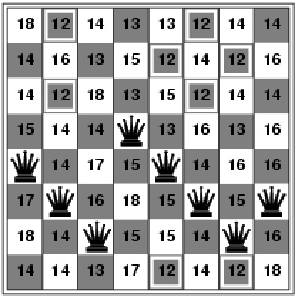 18 12 14 13 13 12 14 14
14 16 13 15 12 14 12 16
14 12 18 13 15 12 14 14
15 14 14 13 16 13 16
14 17 15 14 16 16
17 16 18 15 15
18 14 15 15 14 16
14 14 13 17 12 14 12 18